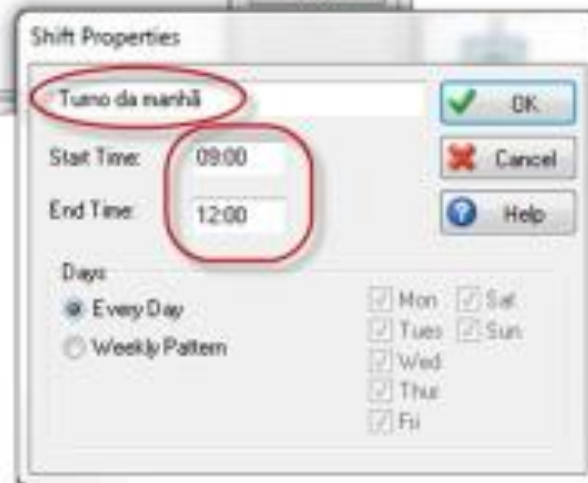 Shift Properties
Turno da manhã
OK
Start Time: 09:00
Cancel
End Time: 12:00
Help
Days
Every Day
Weekly Pattern
Mon Sat
Tues Sun
Wed
Thur
Fri